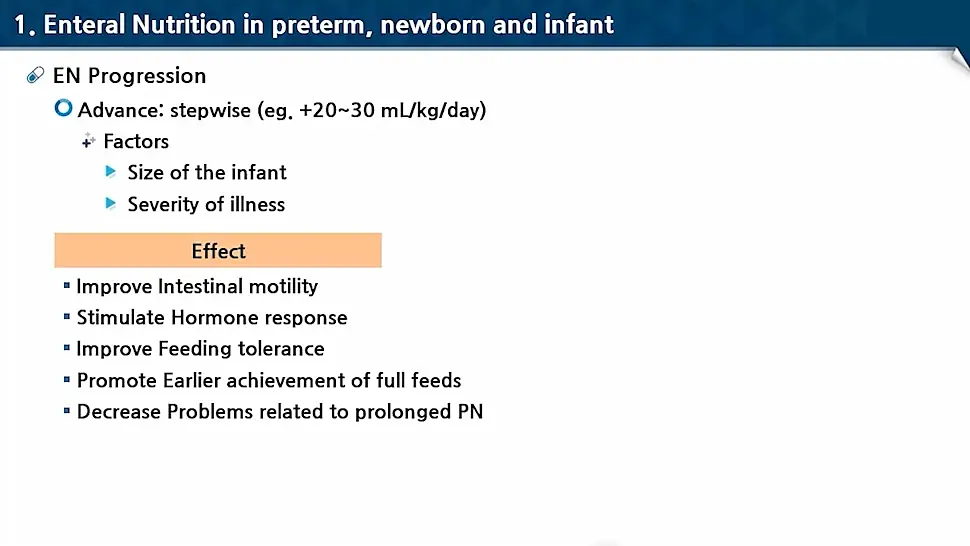 1. Enteral Nutrition in preterm, newborn and infant
EN Progression
Advance: stepwise (eg. +20~30 mL/kg/day)
Factors
Size of the infant
Severity of illness
Effect
Improve Intestinal motility
Stimulate Hormone response
Improve Feeding tolerance
Promote Earlier achievement of full feeds
Decrease Problems related to prolonged PN